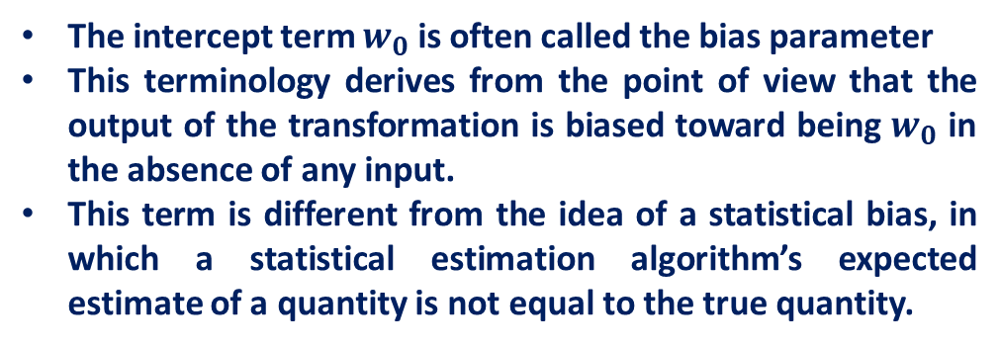 • The intercept term w₀ is often called the bias parameter
• This terminology derives from the point of view that the
output of the transformation is biased toward being w₀ in
the absence of any input.
• This term is different from the idea of a statistical bias, in
which a statistical estimation algorithm’s expected
estimate of a quantity is not equal to the true quantity.